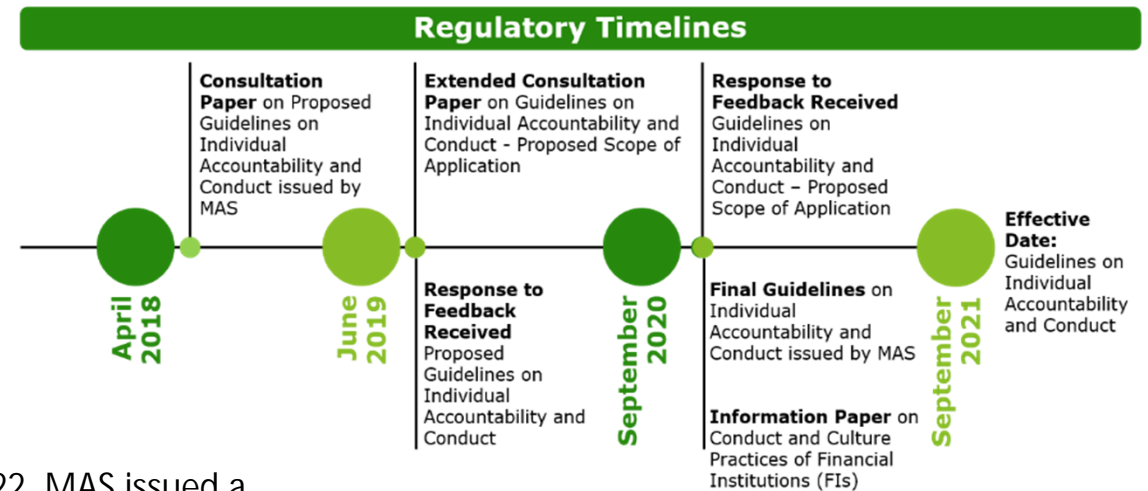 Regulatory Timelines
Consultation
Paper on Proposed
Guidelines on
Individual
Accountability and
Conduct issued by
MAS
Extended Consultation
Paper on Guidelines on
Individual Accountability and
Conduct - Proposed Scope of
Application
Response to
Feedback Received
Guidelines on
Individual
Accountability and
Conduct – Proposed
Scope of Application
Effective
Date:
Guidelines on
Individual
Accountability
and Conduct
April
2018
June
2019
Response to
Feedback
Received
Proposed
Guidelines on
Individual
Accountability and
Conduct
September
2020
Final Guidelines on
Individual
Accountability and
Conduct issued by MAS
Information Paper on
Conduct and Culture
Practices of Financial
Institutions (FIs)
September
2021
22, MAS issued a